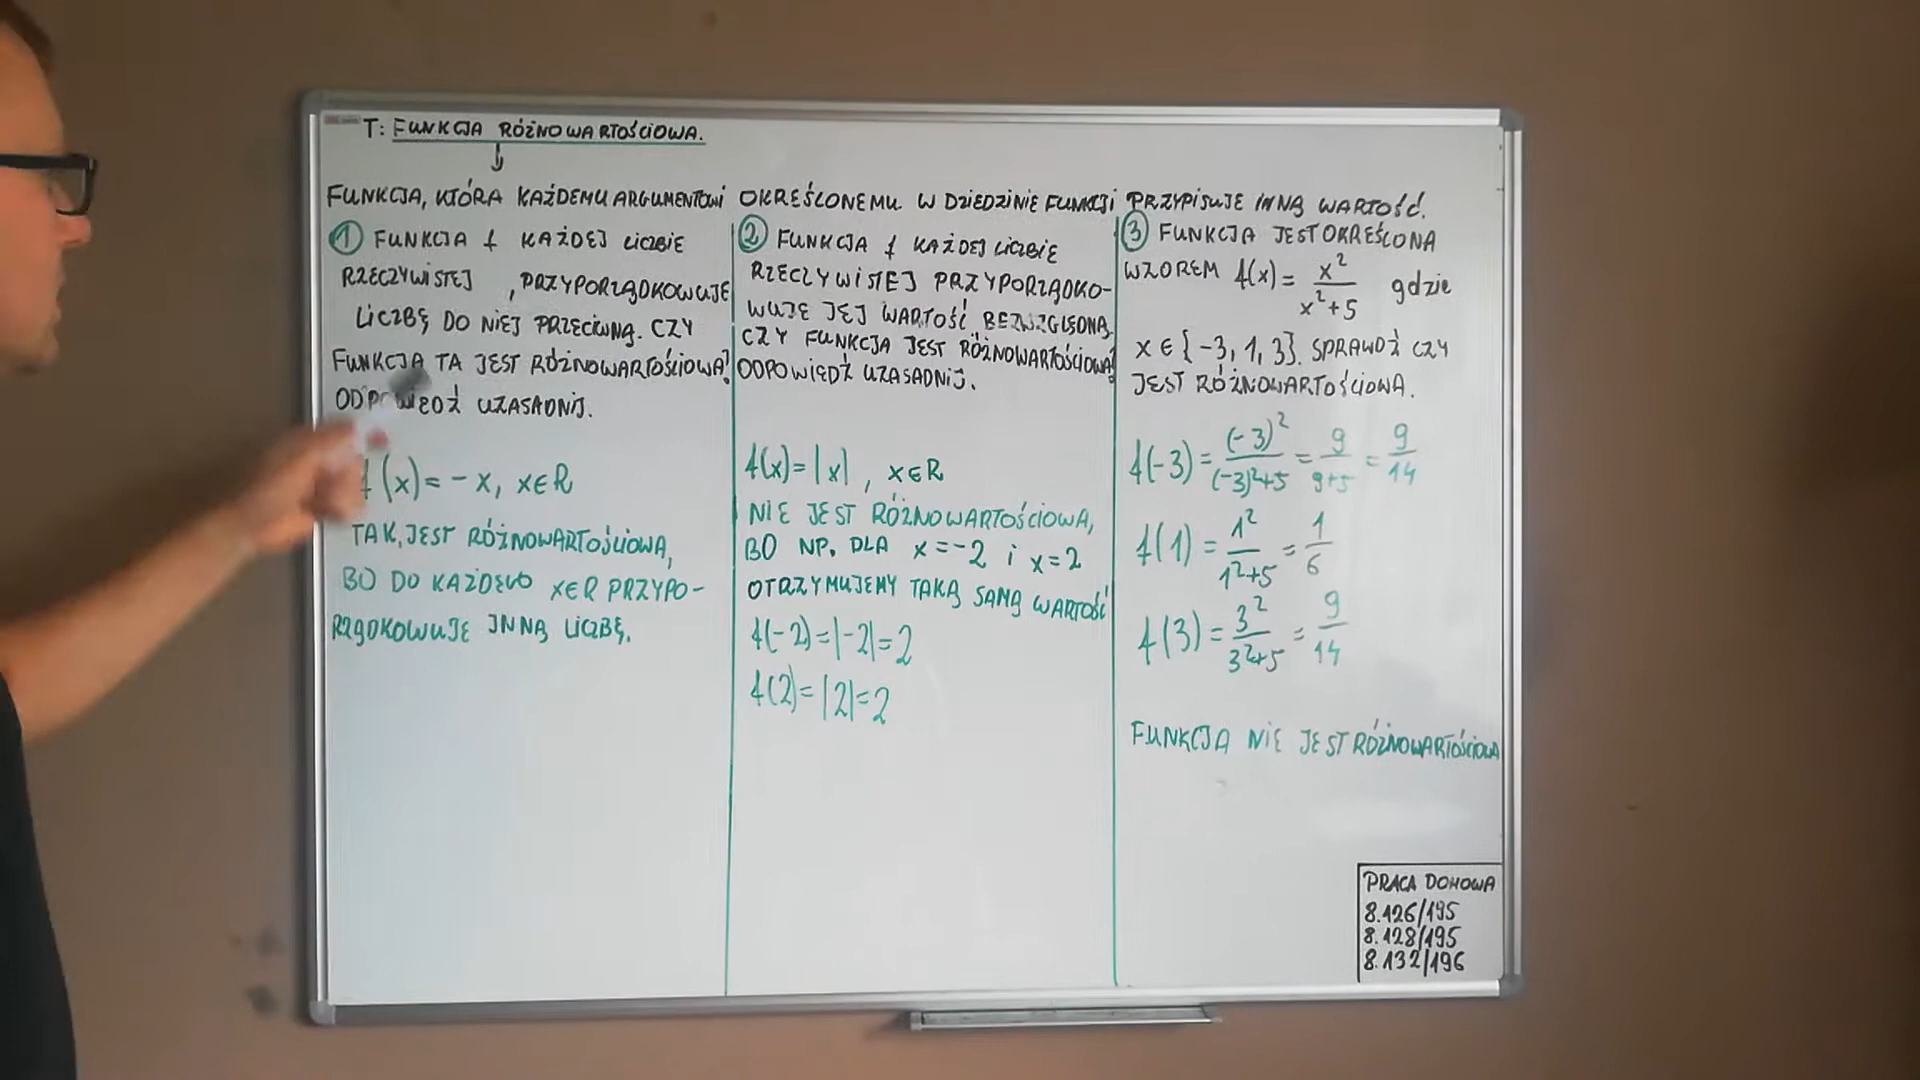 T: FUNKCJA RÓŻNOWARTOŚCIOWA.
FUNKCJA, KTÓRA KAŻDEMU ARGUMENTOWI OKREŚLONEMU W DZIEDZINIE FUNKCJI PRZYPISUJE INNĄ WARTOŚĆ.
① FUNKCJA f KAŻDEJ LICZBIE
RZECZYWISTEJ, PRZYPORZĄDKOWUJE
LICZBĘ DO NIEJ PRZECIWNĄ. CZY
FUNKCJA TA JEST RÓŻNOWARTOŚCIOWA?
ODPOWIEDŹ UZASADNIJ.
f(x) = -x, x∈R
TAK, JEST RÓŻNOWARTOŚCIOWA,
BO DO KAŻDEGO x∈R PRZYPO-
RZĄDKOWUJE INNĄ LICZBĘ.
② FUNKCJA f KAŻDEJ LICZBIE
RZECZYWISTEJ PRZYPORZĄDKO-
WUJE JEJ WARTOŚĆ BEZWZGLĘDNĄ.
CZY FUNKCJA JEST RÓŻNOWARTOŚCIOWA?
ODPOWIEDŹ UZASADNIJ.
f(x) = |x|, x∈R
NIE JEST RÓŻNOWARTOŚCIOWA,
BO NP. DLA x = -2 i x = 2
OTRZYMUJEMY TAKĄ SAMĄ WARTOŚĆ
f(-2) = |-2| = 2
f(2) = |2| = 2
③ FUNKCJA JEST OKREŚLONA
WZOREM f(x) = x²/(x²+5) gdzie
x∈{-3, 1, 3}. SPRAWDŹ CZY
JEST RÓŻNOWARTOŚCIOWA.
f(-3) = (-3)²/((-3)²+5) = 9/(9+5) = 9/14
f(1) = 1²/(1²+5) = 1/6
f(3) = 3²/(3²+5) = 9/14
FUNKCJA NIE JEST RÓŻNOWARTOŚCIOWA
PRACA DOMOWA
8.126/195
8.128/195
8.132/196